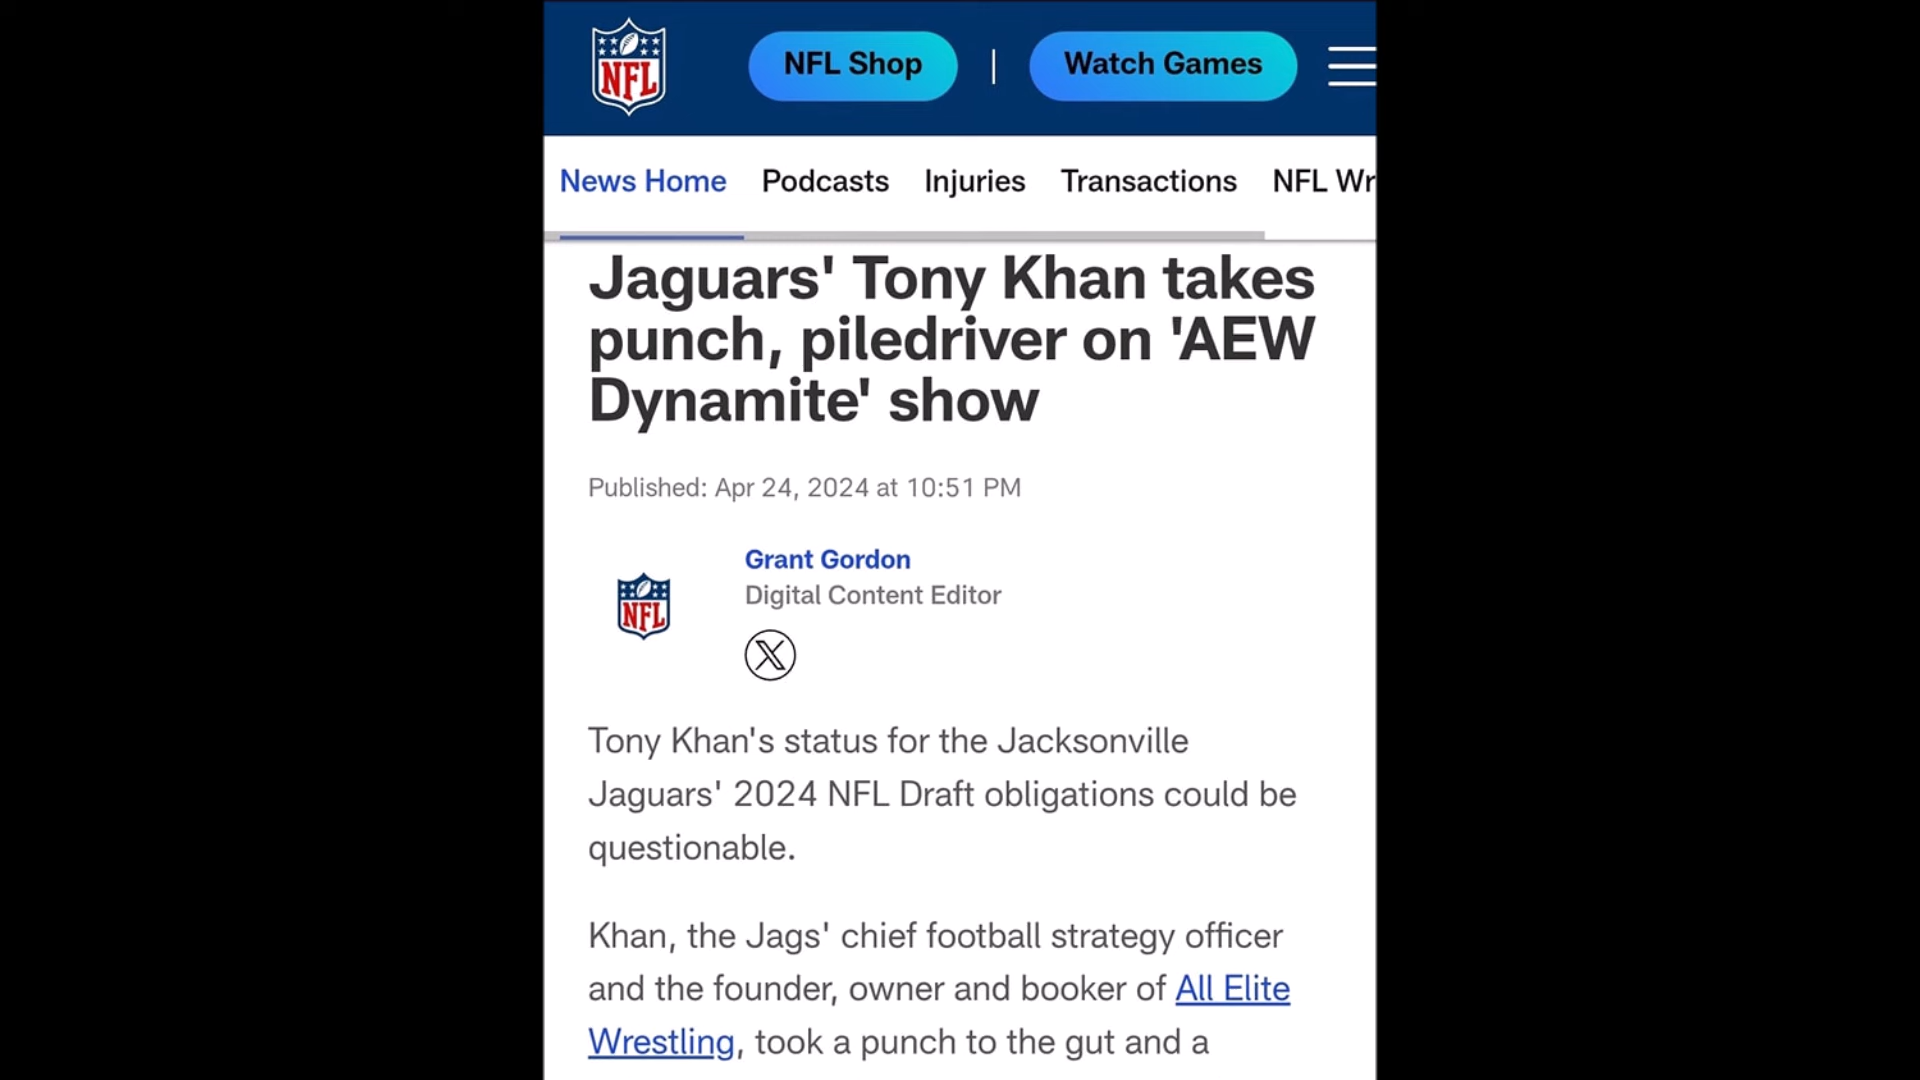 NFL
NFL Shop | Watch Games
News Home Podcasts Injuries Transactions NFL Wr
Jaguars' Tony Khan takes
punch, piledriver on 'AEW
Dynamite' show
Published: Apr 24, 2024 at 10:51 PM
Grant Gordon
Digital Content Editor
NFL
Tony Khan's status for the Jacksonville
Jaguars' 2024 NFL Draft obligations could be
questionable.
Khan, the Jags' chief football strategy officer
and the founder, owner and booker of All Elite
Wrestling, took a punch to the gut and a